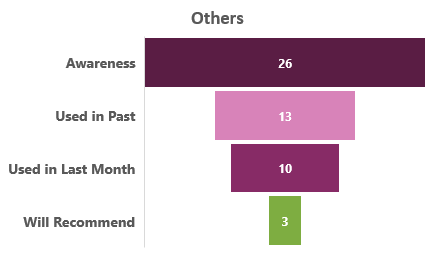 Others
Awareness 26
Used in Past 13
Used in Last Month 10
Will Recommend 3